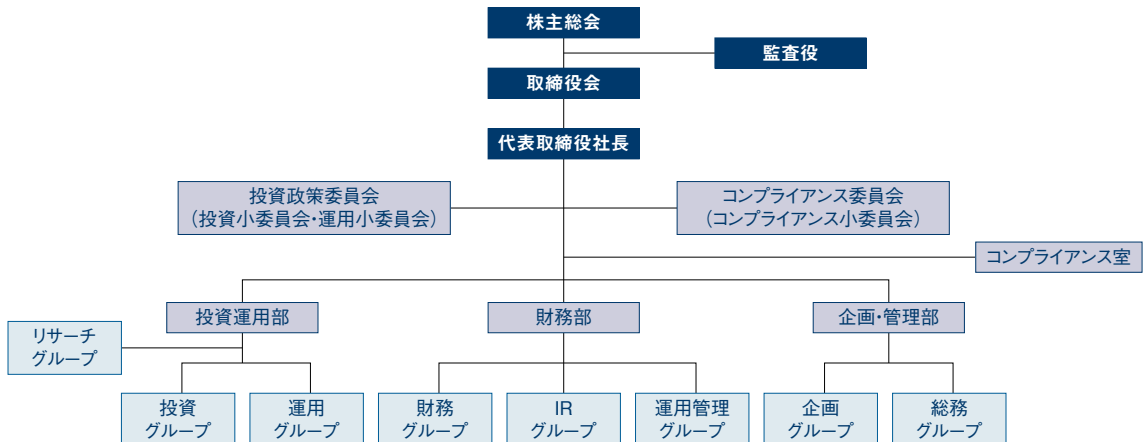 株主総会
監査役
取締役会
代表取締役社長
投資政策委員会
（投資小委員会・運用小委員会）
コンプライアンス委員会
（コンプライアンス小委員会）
コンプライアンス室
投資運用部
財務部
企画・管理部
リサーチ
グループ
投資
グループ
運用
グループ
財務
グループ
IR
グループ
運用管理
グループ
企画
グループ
総務
グループ